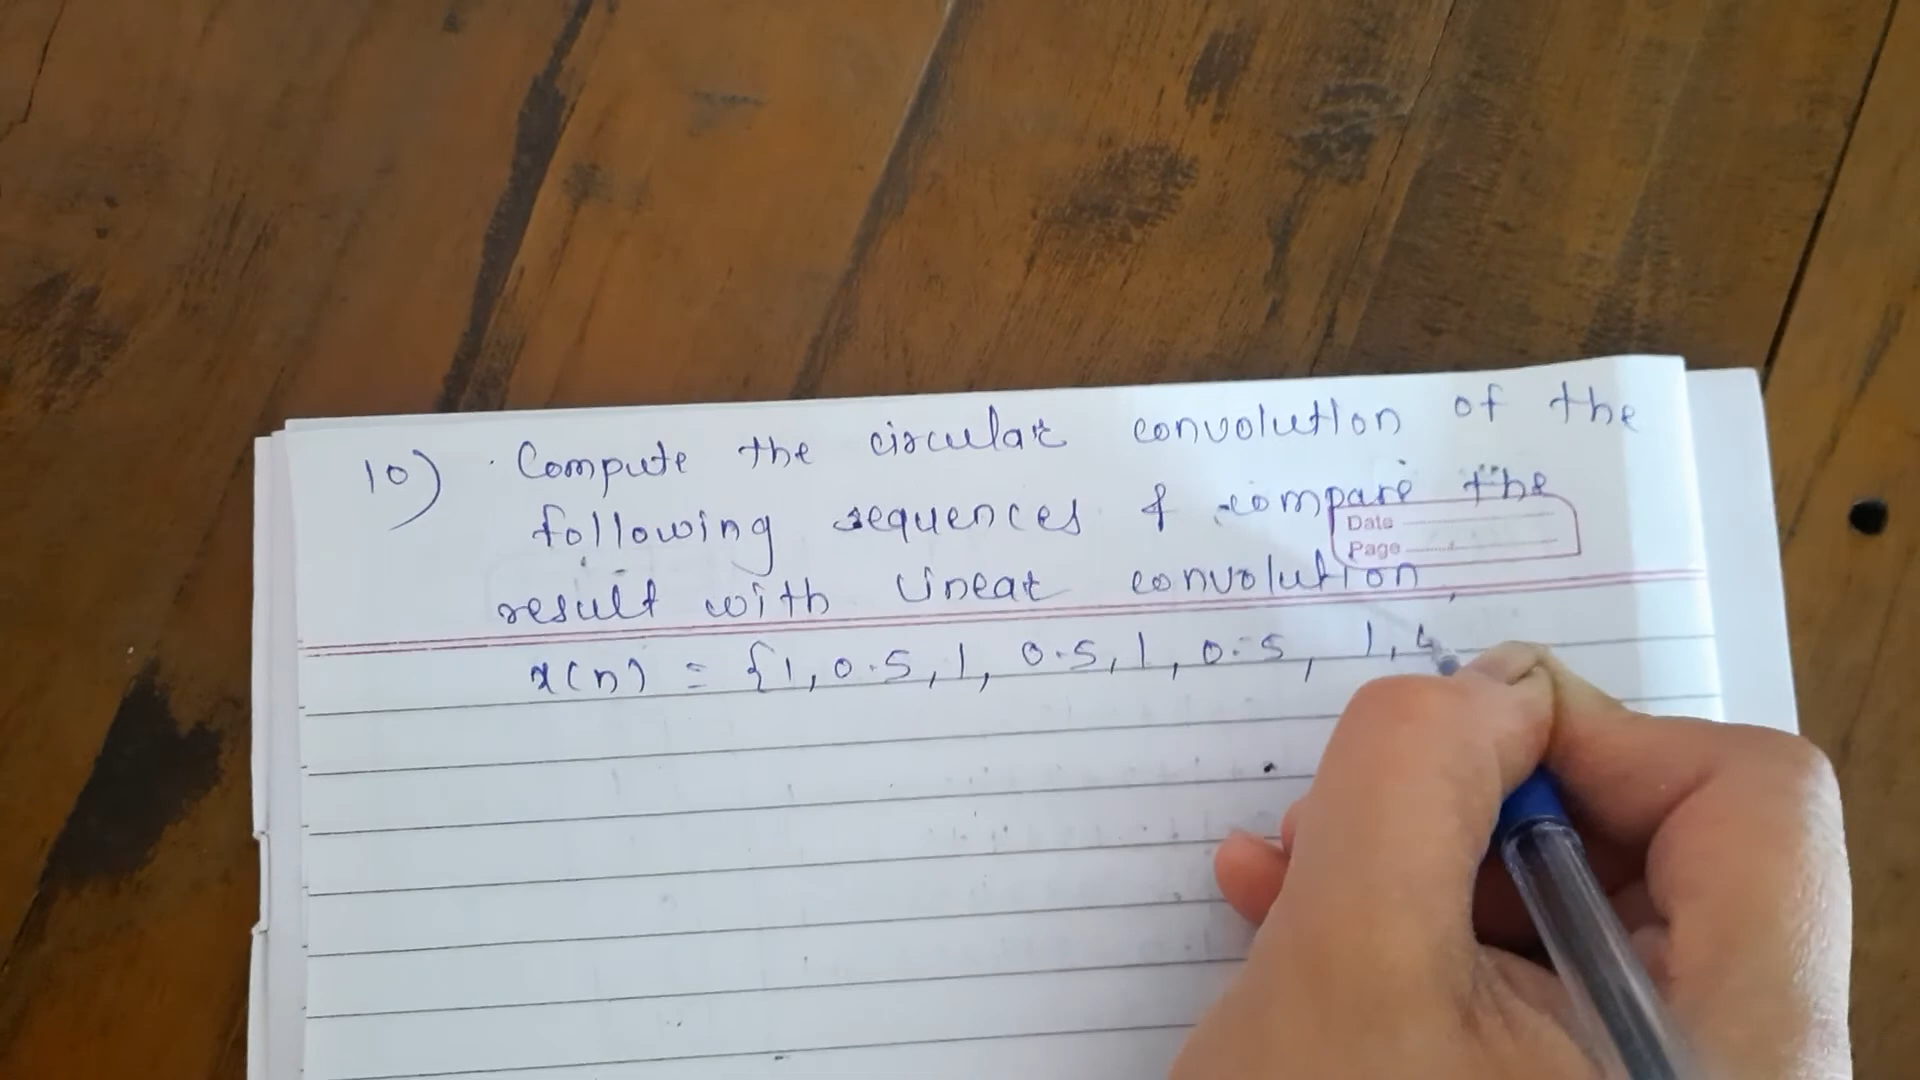 10) Compute the circular convolution of the
following sequences & compare the
Date
Page
result with linear convolution.
x(n) = {1, 0.5, 1, 0.5, 1, 0.5, 1,